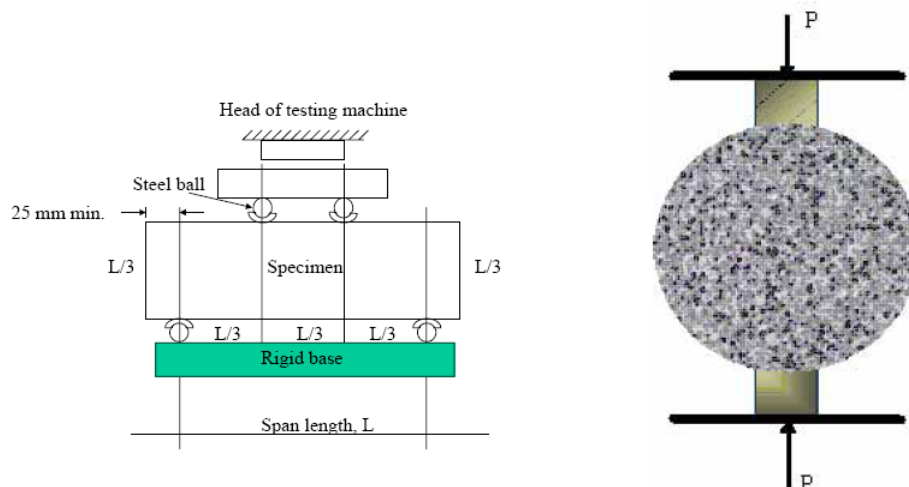 P
Head of testing machine
Steel ball
25 mm min.
L/3
Specimen
L/3
L/3
L/3
L/3
Rigid base
Span length, L
P